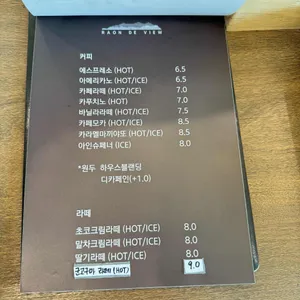 RAON DE VIEW
커피
에스프레소 (HOT) 6.5
아메리카노 (HOT/ICE) 6.5
카페라떼 (HOT/ICE) 7.0
카푸치노 (HOT) 7.0
바닐라라떼 (HOT/ICE) 7.5
카페모카 (HOT/ICE) 8.5
카라멜마끼야또 (HOT/ICE) 8.5
아인슈페너 (ICE) 8.0
*원두 하우스블랜딩
디카페인(+1.0)
라떼
초코크림라떼 (HOT/ICE) 8.0
말차크림라떼 (HOT/ICE) 8.0
딸기라떼 (HOT/ICE) 8.0
군고구마 라떼 (HOT) 9.0